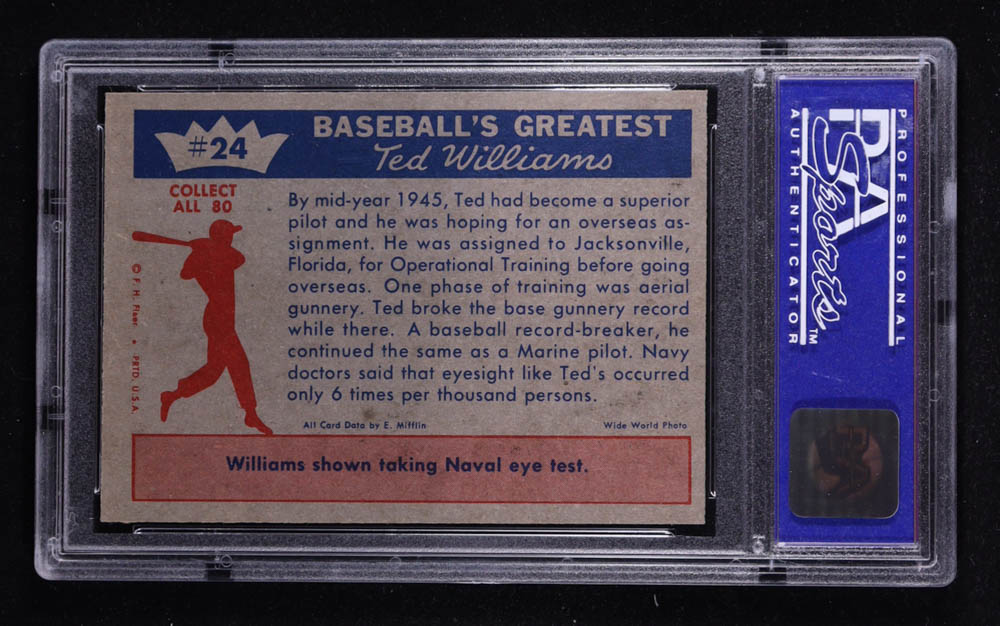 #24
BASEBALL'S GREATEST
Ted Williams
COLLECT
ALL 80
By mid-year 1945, Ted had become a superior
pilot and he was hoping for an overseas as-
signment. He was assigned to Jacksonville,
Florida, for Operational Training before going
overseas. One phase of training was aerial
gunnery. Ted broke the base gunnery record
while there. A baseball record-breaker, he
continued the same as a Marine pilot. Navy
doctors said that eyesight like Ted's occurred
only 6 times per thousand persons.
© F. H. Fleer • PRTD. U.S.A.
All Card Data by E. Mifflin
Wide World Photo
Williams shown taking Naval eye test.
PROFESSIONAL
PSA
Sports
TM
AUTHENTICATOR